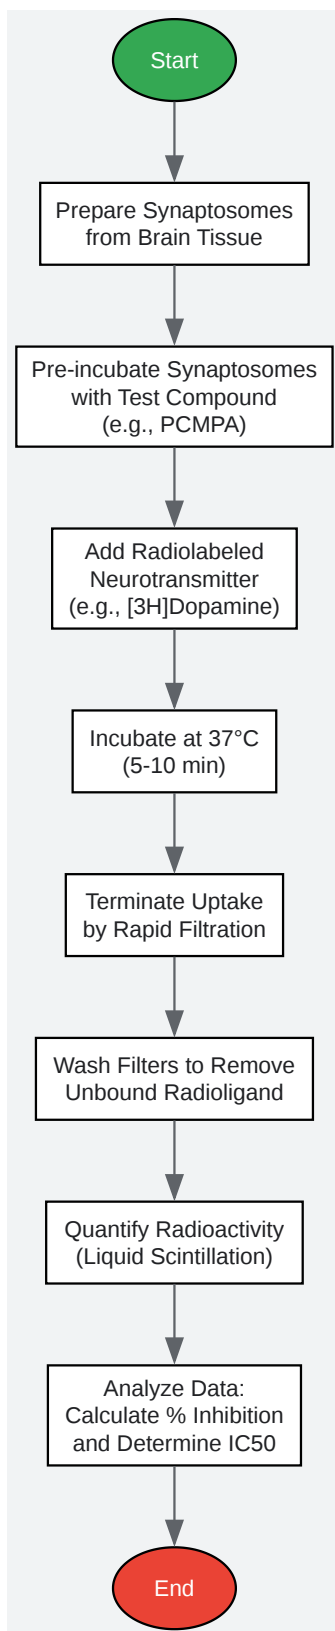 Start
Prepare Synaptosomes
from Brain Tissue
Pre-incubate Synaptosomes
with Test Compound
(e.g., PCMPA)
Add Radiolabeled
Neurotransmitter
(e.g., [3H]Dopamine)
Incubate at 37°C
(5-10 min)
Terminate Uptake
by Rapid Filtration
Wash Filters to Remove
Unbound Radioligand
Quantify Radioactivity
(Liquid Scintillation)
Analyze Data:
Calculate % Inhibition
and Determine IC50
End